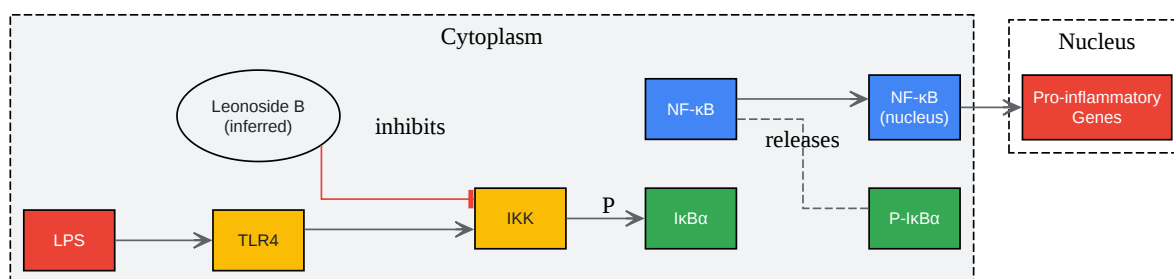 Cytoplasm
Nucleus
Leonoside B
(inferred)
inhibits
NF-κB
NF-κB
(nucleus)
releases
Pro-inflammatory
Genes
LPS
TLR4
IKK
P
IκBα
P-IκBα